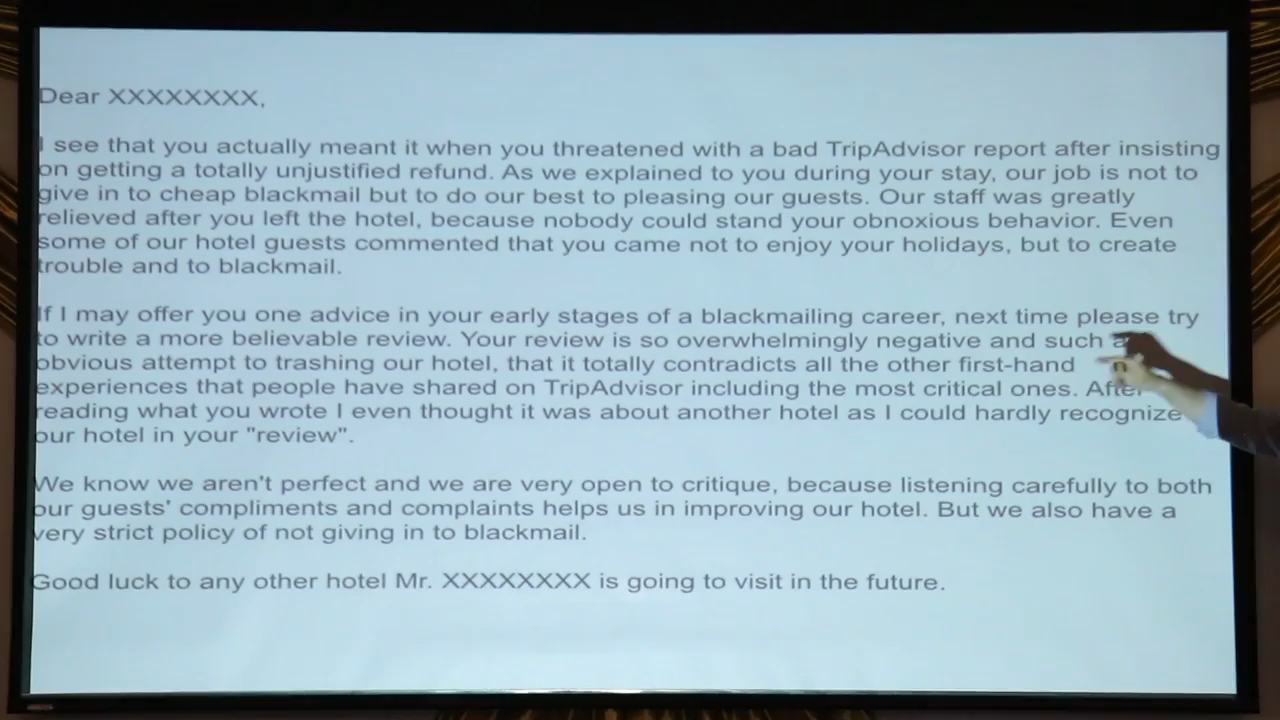 Dear XXXXXXXX,
I see that you actually meant it when you threatened with a bad TripAdvisor report after insisting
on getting a totally unjustified refund. As we explained to you during your stay, our job is not to
give in to cheap blackmail but to do our best to pleasing our guests. Our staff was greatly
relieved after you left the hotel, because nobody could stand your obnoxious behavior. Even
some of our hotel guests commented that you came not to enjoy your holidays, but to create
trouble and to blackmail.
If I may offer you one advice in your early stages of a blackmailing career, next time please try
to write a more believable review. Your review is so overwhelmingly negative and such
obvious attempt to trashing our hotel, that it totally contradicts all the other first-hand
experiences that people have shared on TripAdvisor including the most critical ones. After
reading what you wrote I even thought it was about another hotel as I could hardly recognize
our hotel in your "review".
We know we aren't perfect and we are very open to critique, because listening carefully to both
our guests' compliments and complaints helps us in improving our hotel. But we also have a
very strict policy of not giving in to blackmail.
Good luck to any other hotel Mr. XXXXXXXX is going to visit in the future.